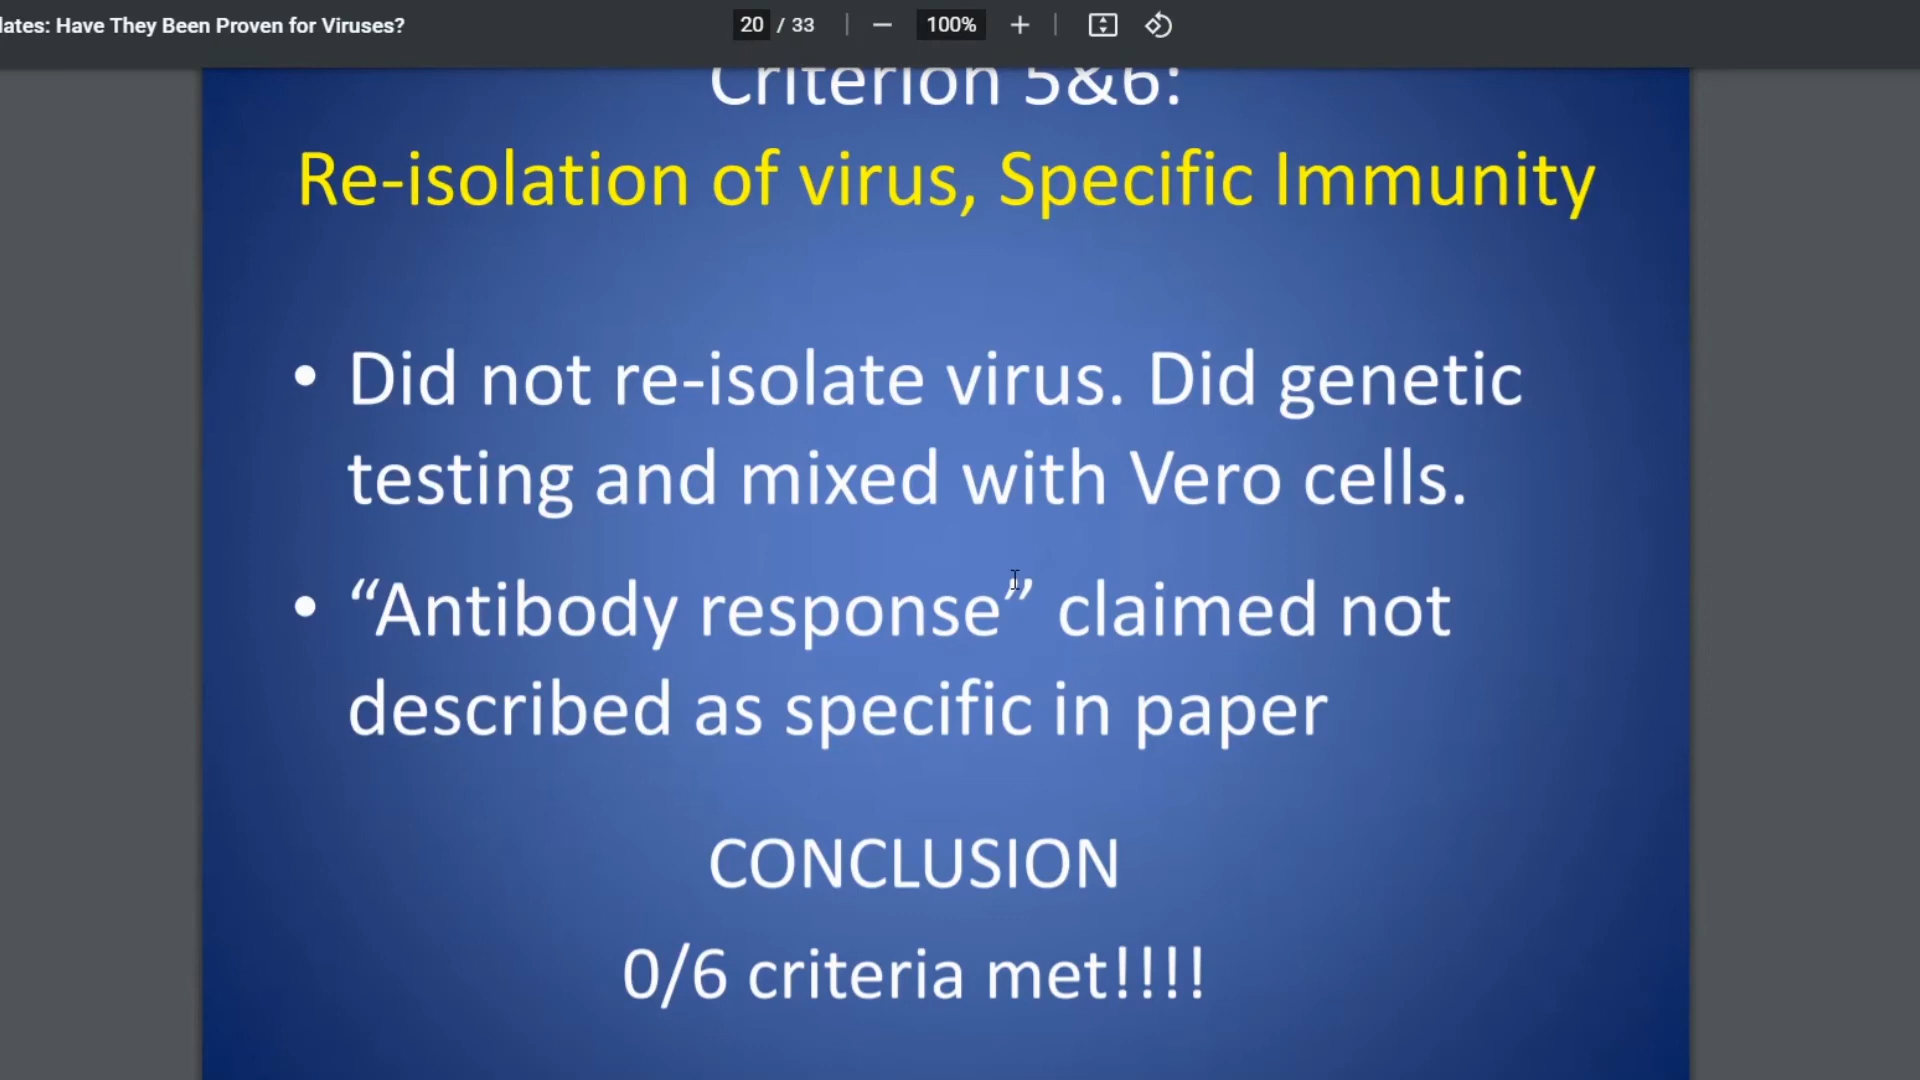 lates: Have They Been Proven for Viruses?
20 / 33
100%
Criterion 5&6:
Re-isolation of virus, Specific Immunity
• Did not re-isolate virus. Did genetic
testing and mixed with Vero cells.
• “Antibody response” claimed not
described as specific in paper
CONCLUSION
0/6 criteria met!!!!